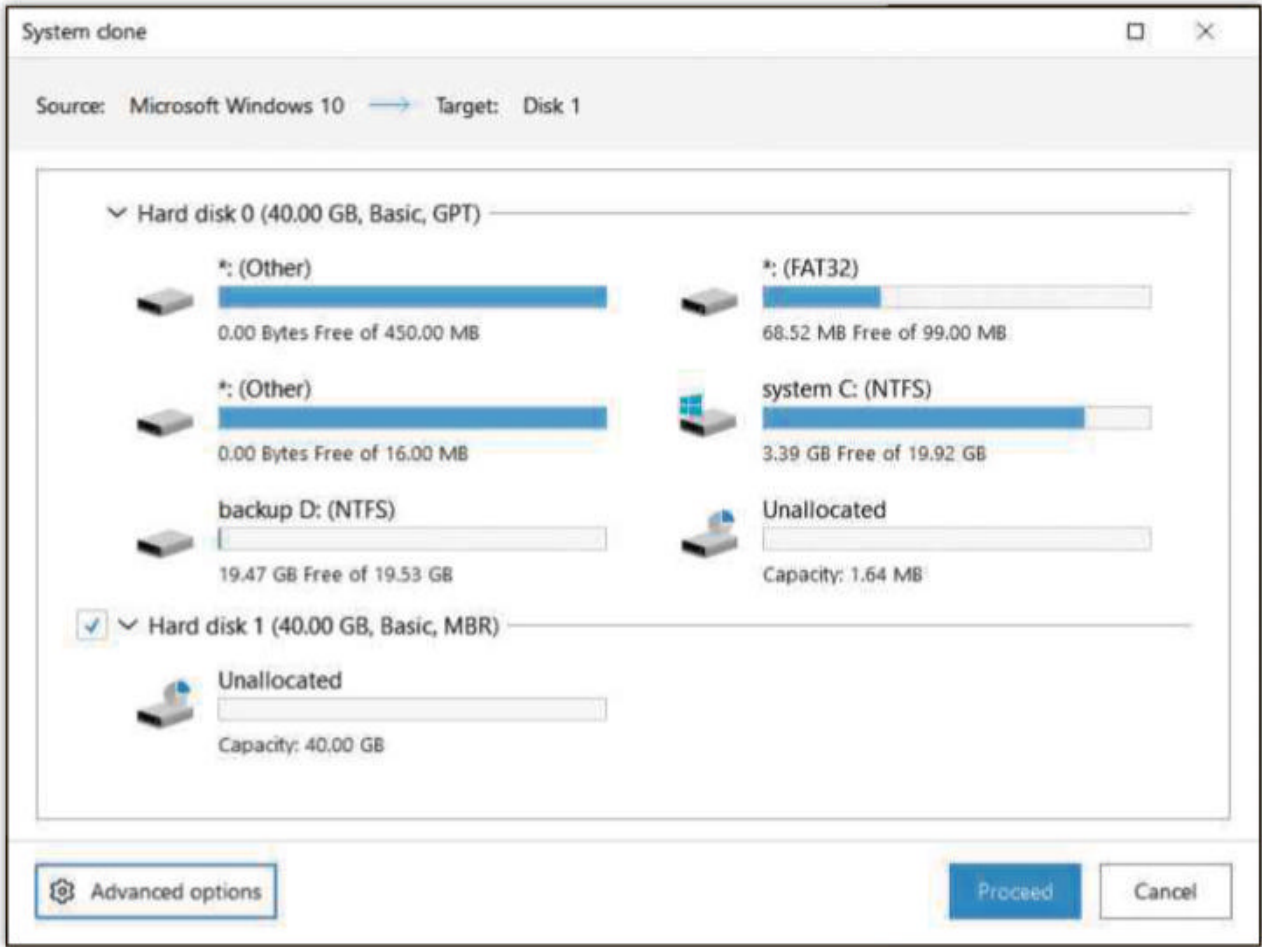 System clone
Source: Microsoft Windows 10 → Target: Disk 1
Hard disk 0 (40.00 GB, Basic, GPT)
*: (Other)
0.00 Bytes Free of 450.00 MB
*: (FAT32)
68.52 MB Free of 99.00 MB
*: (Other)
0.00 Bytes Free of 16.00 MB
system C: (NTFS)
3.39 GB Free of 19.92 GB
backup D: (NTFS)
19.47 GB Free of 19.53 GB
Unallocated
Capacity: 1.64 MB
Hard disk 1 (40.00 GB, Basic, MBR)
Unallocated
Capacity: 40.00 GB
Advanced options
Proceed
Cancel